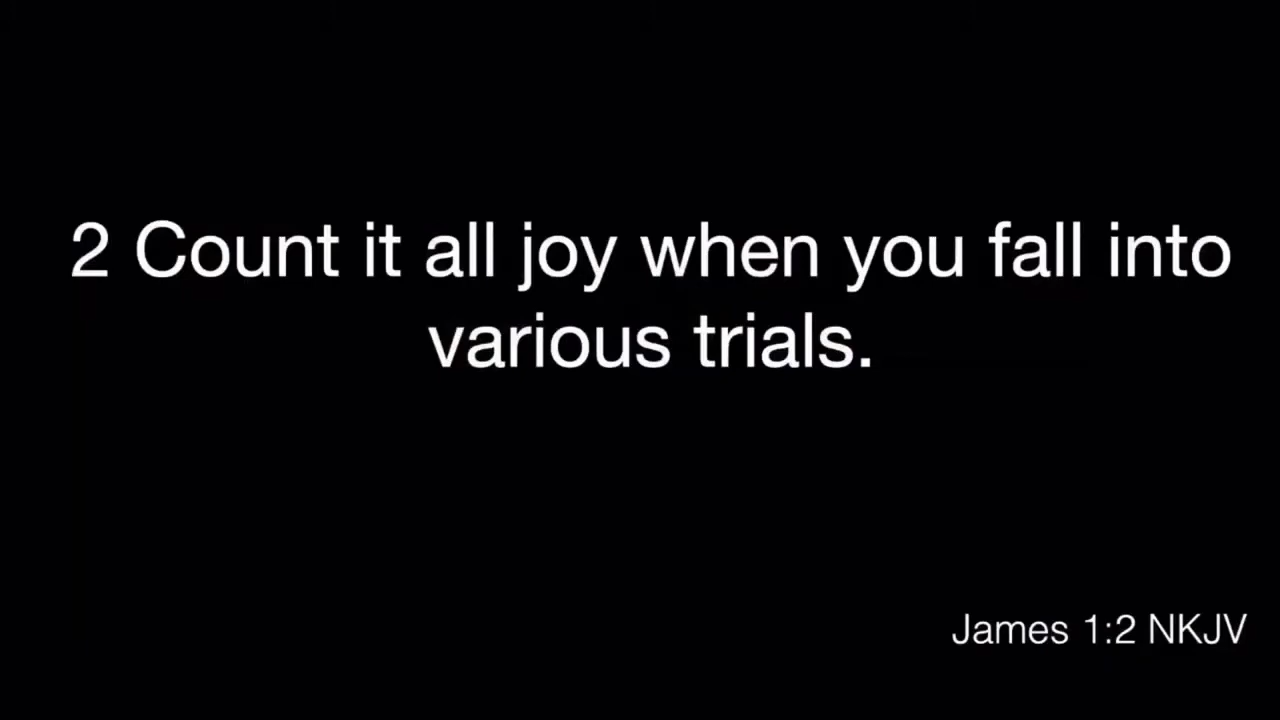 2 Count it all joy when you fall into
various trials.
James 1:2 NKJV